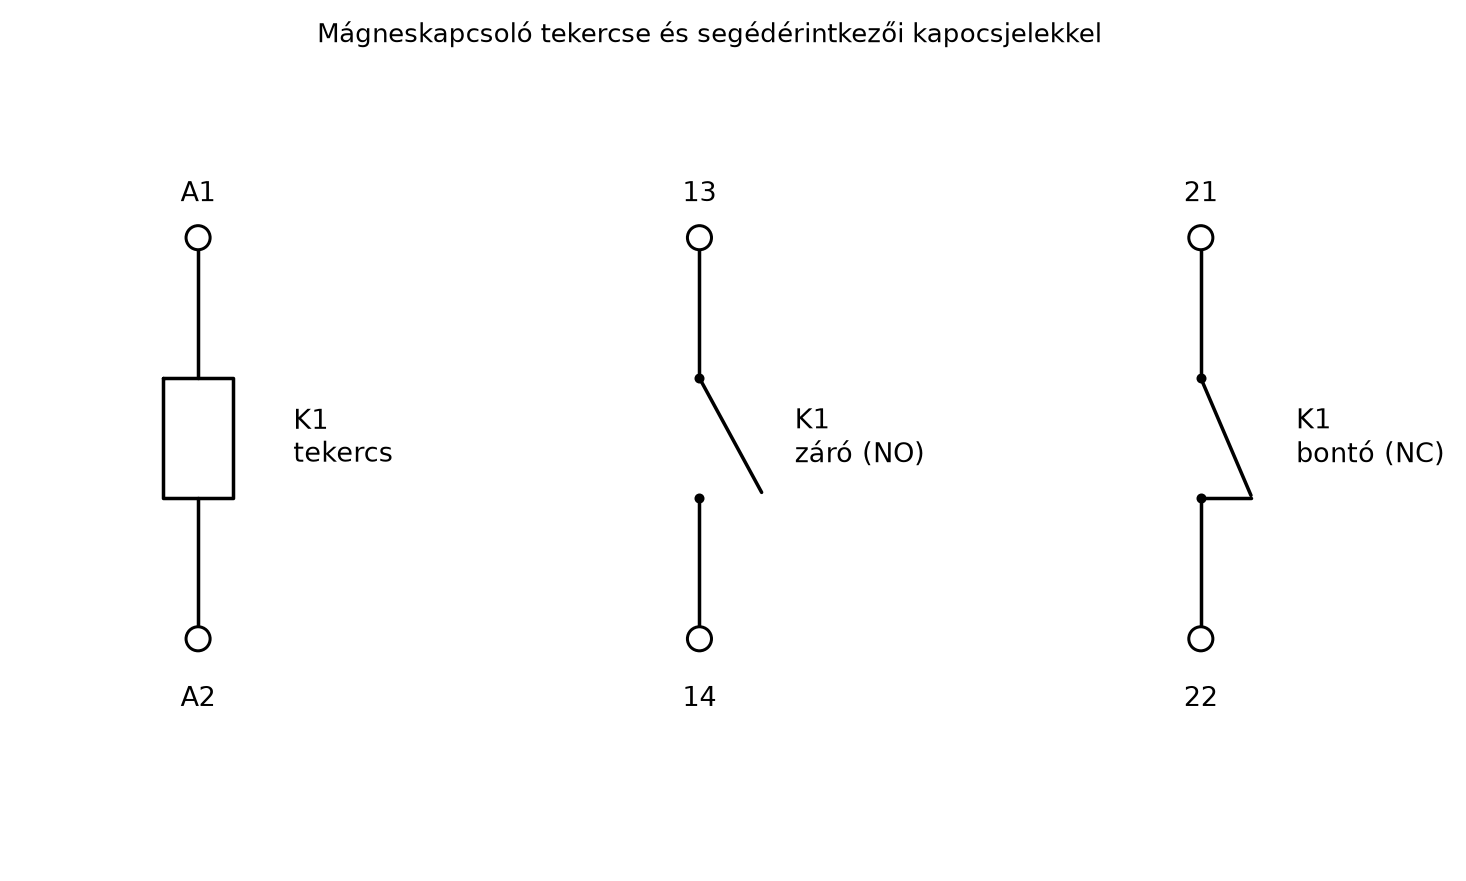 Mágneskapcsoló tekercse és segédérintkezői kapocsjelekkel
A1
13
21
K1
tekercs
K1
záró (NO)
K1
bontó (NC)
A2
14
22